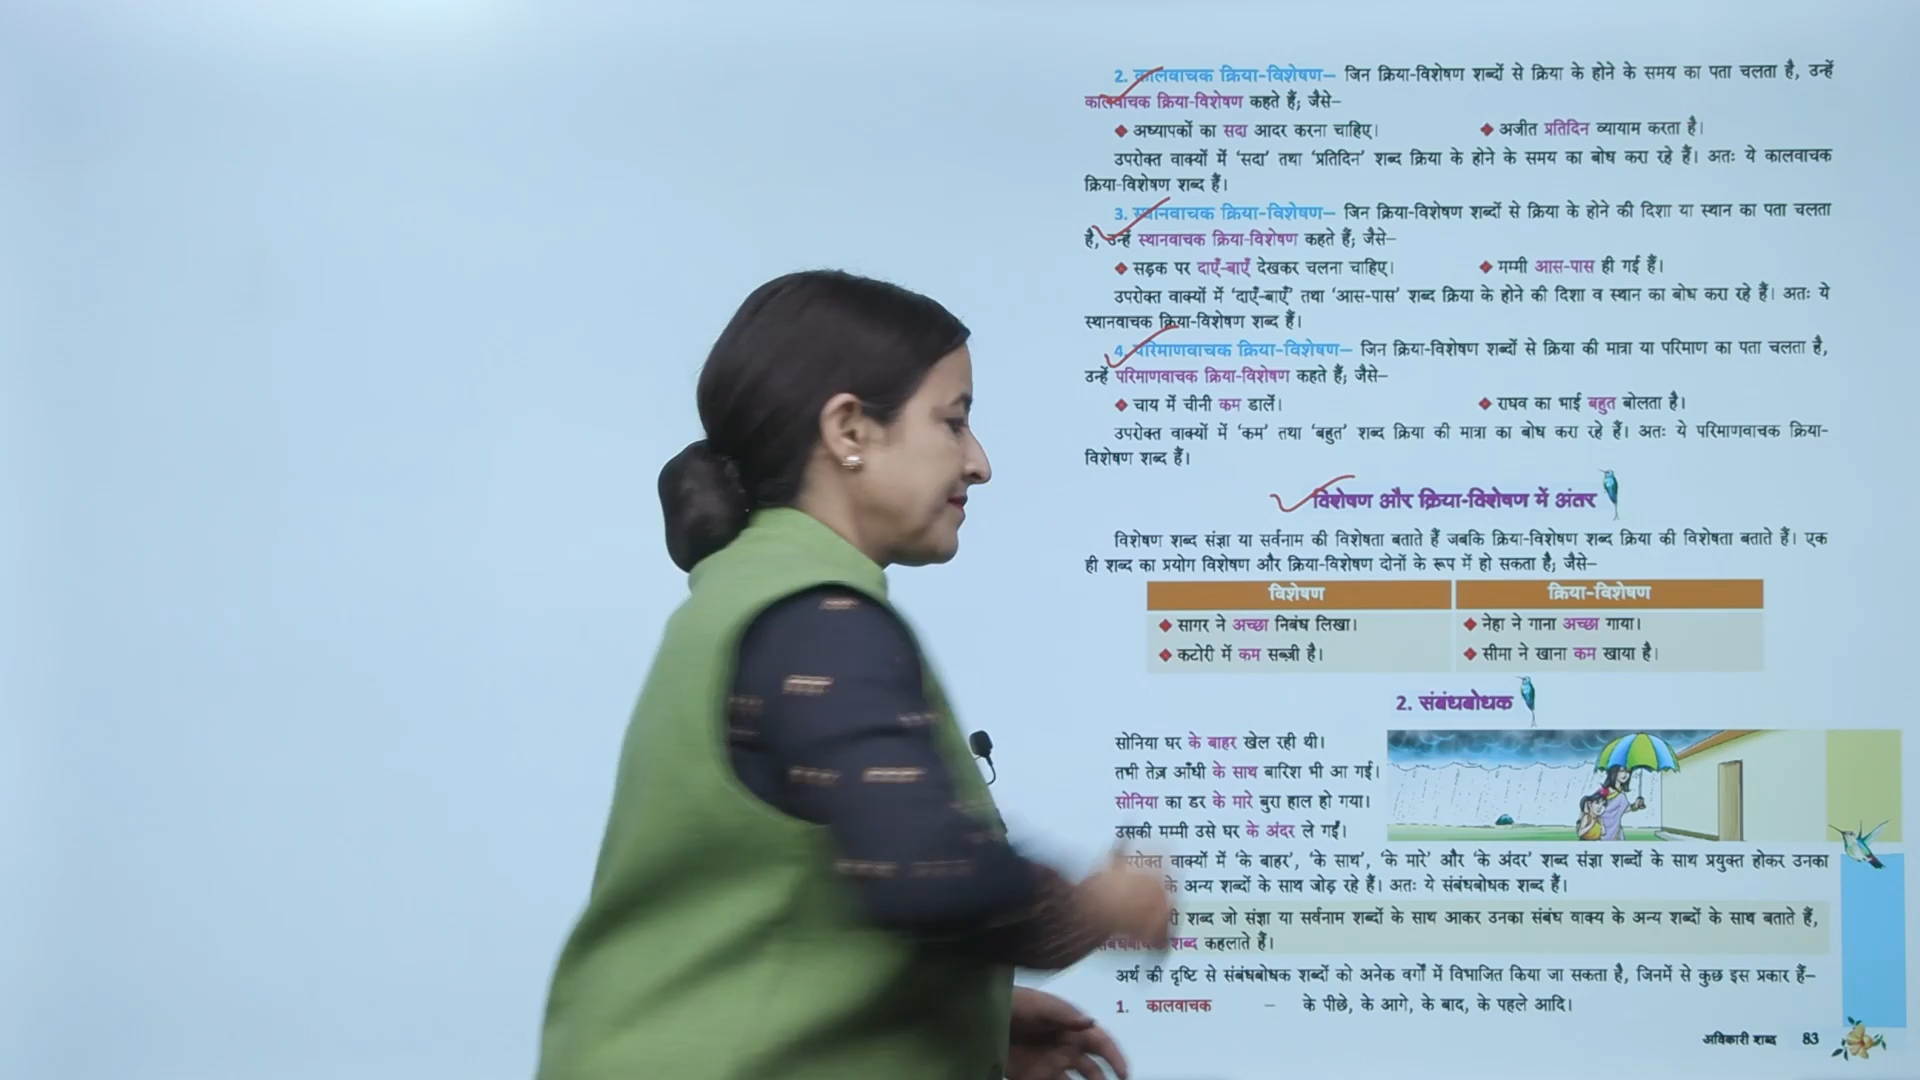 2. कालवाचक क्रिया-विशेषण– जिन क्रिया-विशेषण शब्दों से क्रिया के होने के समय का पता चलता है, उन्हें
कालवाचक क्रिया-विशेषण कहते हैं; जैसे–
❖ अध्यापकों का सदा आदर करना चाहिए। ❖ अजीत प्रतिदिन व्यायाम करता है।
उपरोक्त वाक्यों में ‘सदा’ तथा ‘प्रतिदिन’ शब्द क्रिया के होने के समय का बोध करा रहे हैं। अतः ये कालवाचक
क्रिया-विशेषण शब्द हैं।
3. स्थानवाचक क्रिया-विशेषण– जिन क्रिया-विशेषण शब्दों से क्रिया के होने की दिशा या स्थान का पता चलता
है, उन्हें स्थानवाचक क्रिया-विशेषण कहते हैं; जैसे–
❖ सड़क पर दाएँ-बाएँ देखकर चलना चाहिए। ❖ मम्मी आस-पास ही गई हैं।
उपरोक्त वाक्यों में ‘दाएँ-बाएँ’ तथा ‘आस-पास’ शब्द क्रिया के होने की दिशा व स्थान का बोध करा रहे हैं। अतः ये
स्थानवाचक क्रिया-विशेषण शब्द हैं।
4. परिमाणवाचक क्रिया-विशेषण– जिन क्रिया-विशेषण शब्दों से क्रिया की मात्रा या परिमाण का पता चलता है,
उन्हें परिमाणवाचक क्रिया-विशेषण कहते हैं; जैसे–
❖ चाय में चीनी कम डालें। ❖ राघव का भाई बहुत बोलता है।
उपरोक्त वाक्यों में ‘कम’ तथा ‘बहुत’ शब्द क्रिया की मात्रा का बोध करा रहे हैं। अतः ये परिमाणवाचक क्रिया-
विशेषण शब्द हैं।
विशेषण और क्रिया-विशेषण में अंतर
विशेषण शब्द संज्ञा या सर्वनाम की विशेषता बताते हैं जबकि क्रिया-विशेषण शब्द क्रिया की विशेषता बताते हैं। एक
ही शब्द का प्रयोग विशेषण और क्रिया-विशेषण दोनों के रूप में हो सकता है; जैसे–
विशेषण क्रिया-विशेषण
❖ सागर ने अच्छा निबंध लिखा। ❖ नेहा ने गाना अच्छा गाया।
❖ कटोरी में कम सब्ज़ी है। ❖ सीमा ने खाना कम खाया है।
2. संबंधबोधक
सोनिया घर के बाहर खेल रही थी।
तभी तेज़ आँधी के साथ बारिश भी आ गई।
सोनिया का डर के मारे बुरा हाल हो गया।
उसकी मम्मी उसे घर के अंदर ले गईं।
वाक्यों में ‘के बाहर’, ‘के साथ’, ‘के मारे’ और ‘के अंदर’ शब्द संज्ञा शब्दों के साथ प्रयुक्त होकर उनका
के अन्य शब्दों के साथ जोड़ रहे हैं। अतः ये संबंधबोधक शब्द हैं।
शब्द जो संज्ञा या सर्वनाम शब्दों के साथ आकर उनका संबंध वाक्य के अन्य शब्दों के साथ बताते हैं,
शब्द कहलाते हैं।
अर्थ की दृष्टि से संबंधबोधक शब्दों को अनेक वर्गों में विभाजित किया जा सकता है, जिनमें से कुछ इस प्रकार हैं–
1. कालवाचक – के पीछे, के आगे, के बाद, के पहले आदि।
अविकारी शब्द 83